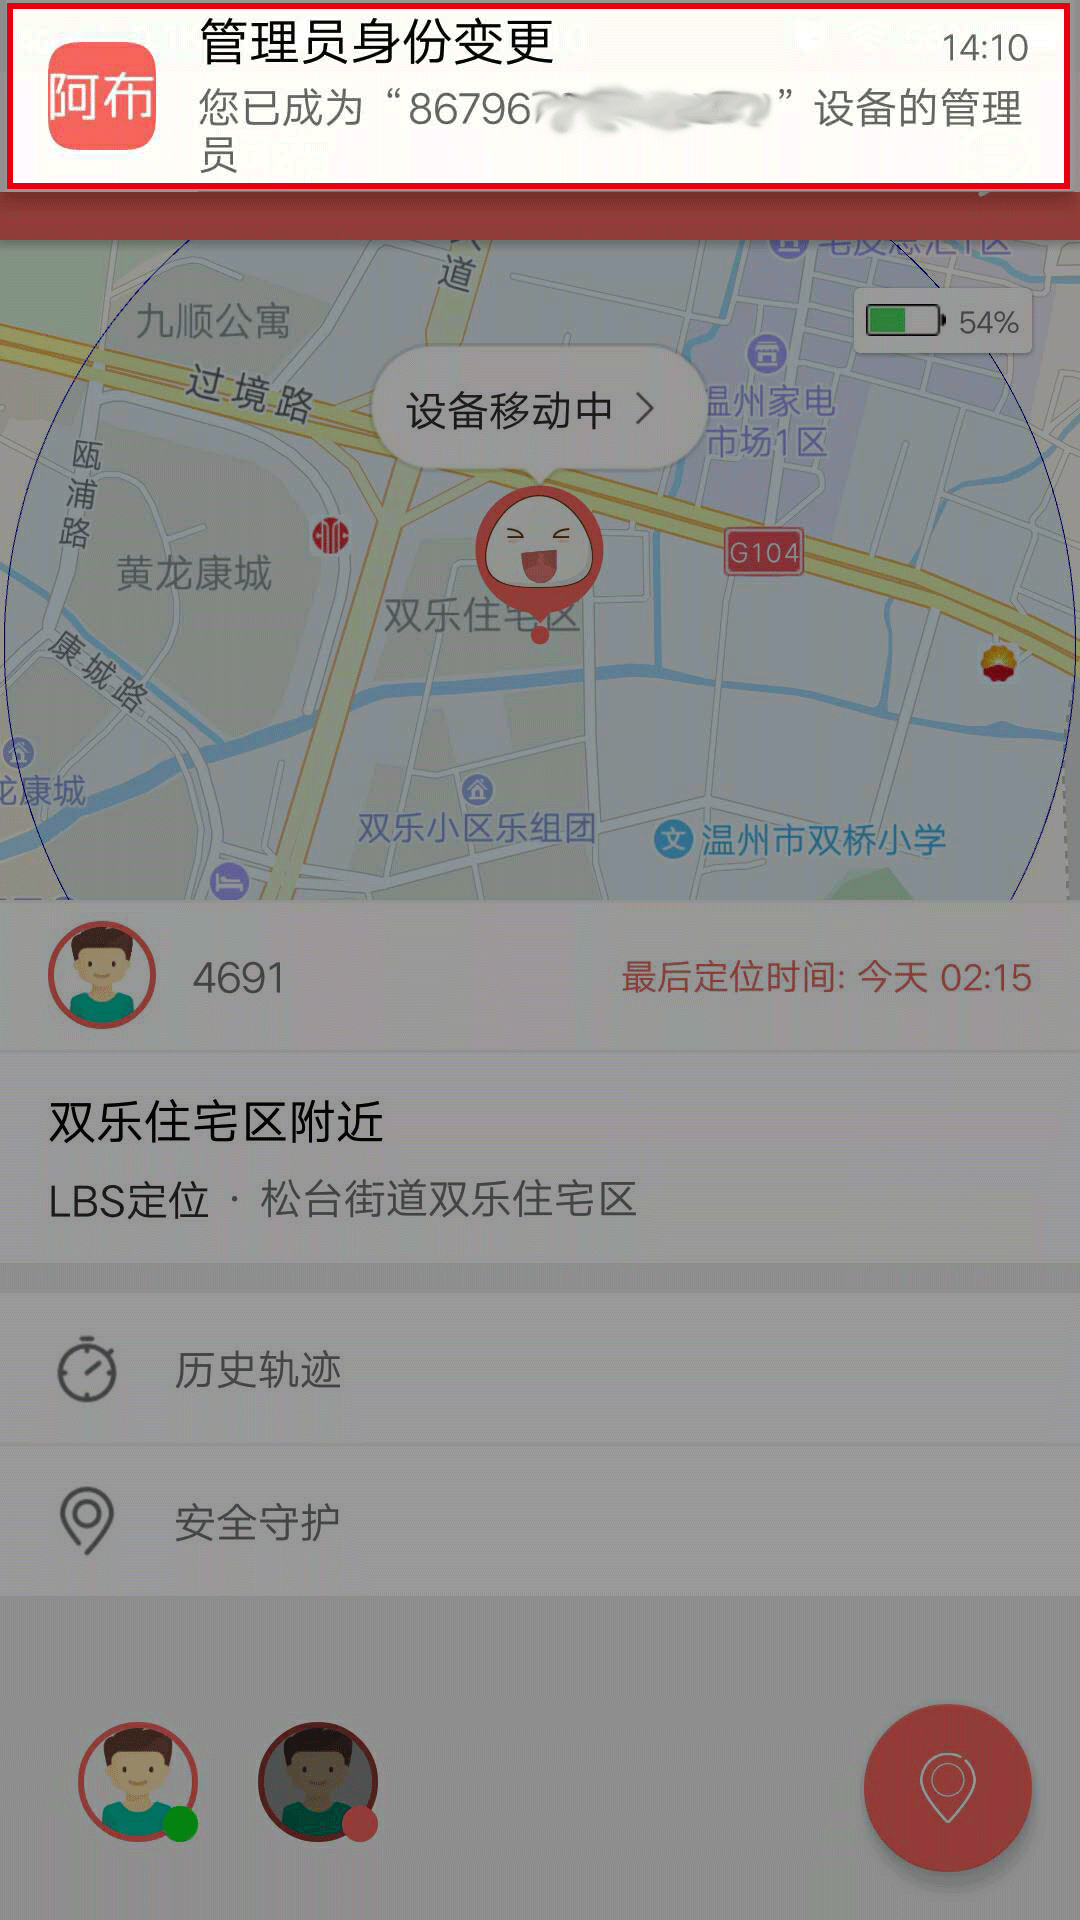 管理员身份变更
14:10
阿布
您已成为“86796
”设备的管理
员
道
九顺公寓
54%
过境路
设备移动中
温州家电
市场1区
瓯浦路
G104
黄龙康城
双乐住宅区
康城路
龙康城
双乐小区乐组团
文
温州市双桥小学
4691
最后定位时间: 今天 02:15
双乐住宅区附近
LBS定位 · 松台街道双乐住宅区
历史轨迹
安全守护